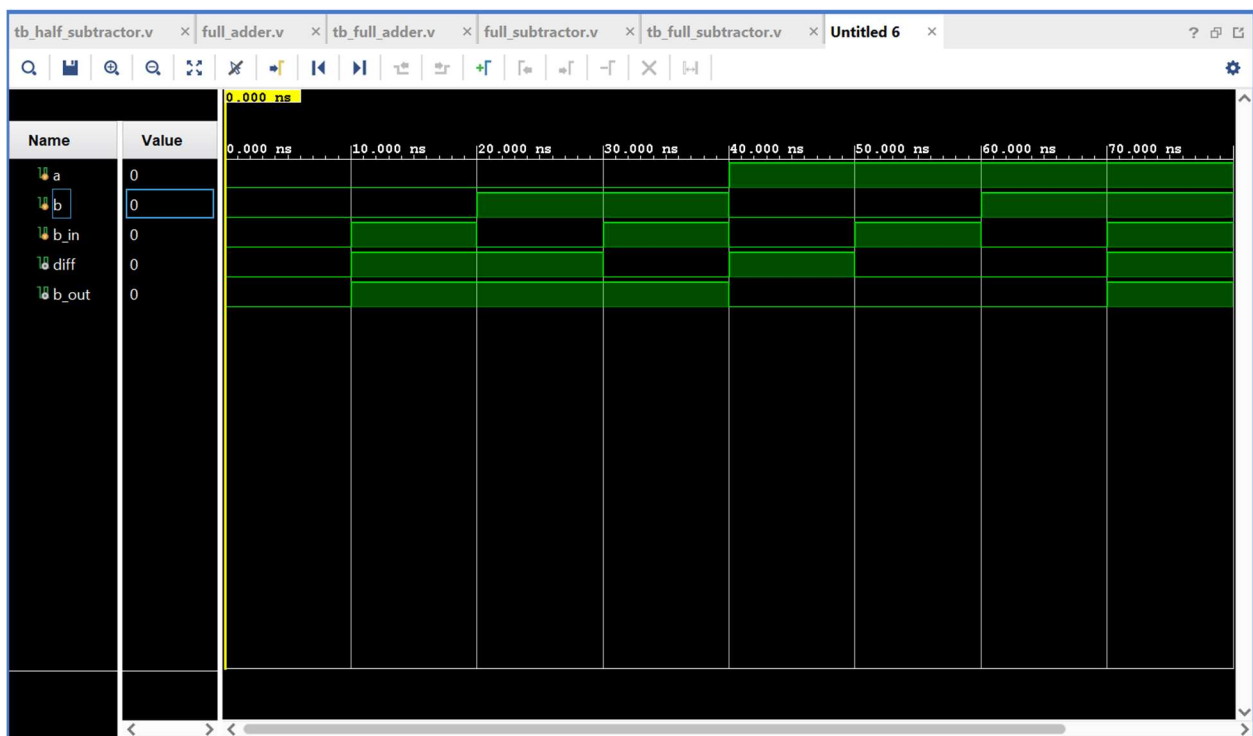 tb_half_subtractor.v × full_adder.v × tb_full_adder.v × full_subtractor.v × tb_full_subtractor.v × Untitled 6 × ?
0.000 ns
Name Value 0.000 ns 10.000 ns 20.000 ns 30.000 ns 40.000 ns 50.000 ns 60.000 ns 70.000 ns
a 0
b 0
b_in 0
diff 0
b_out 0